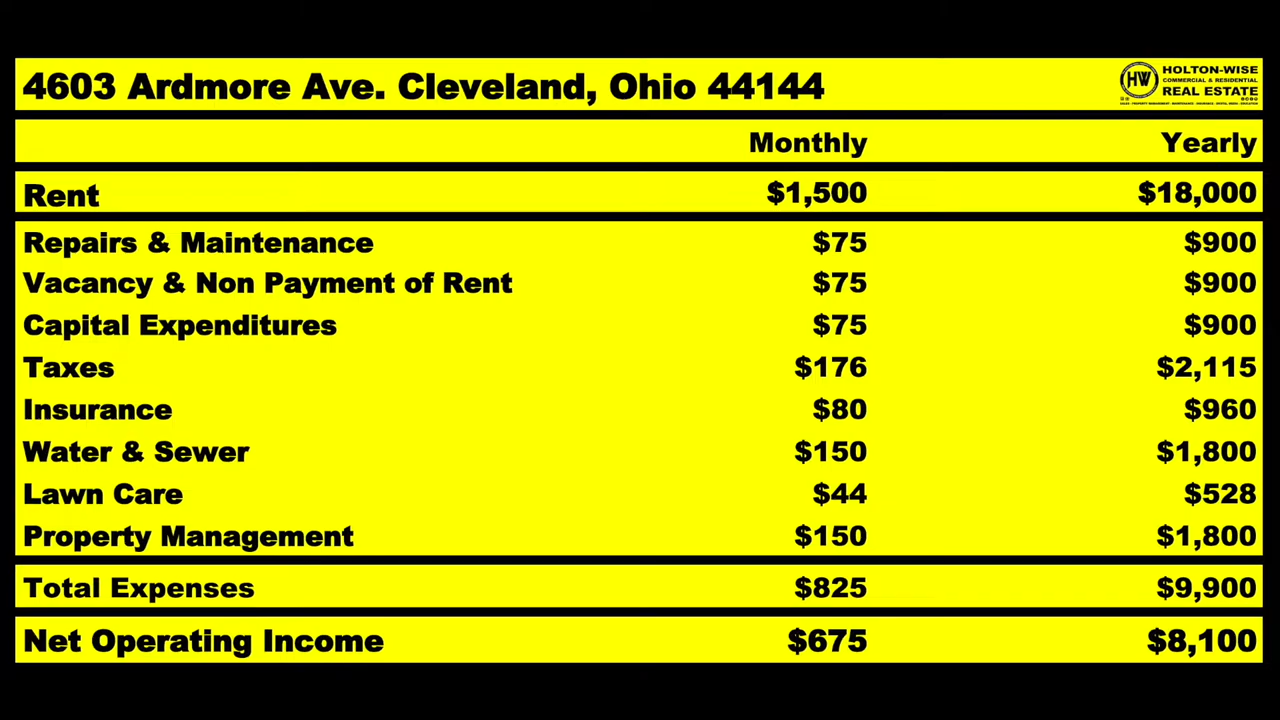 4603 Ardmore Ave. Cleveland, Ohio 44144
HOLTON-WISE
COMMERCIAL & RESIDENTIAL
REAL ESTATE
HW
Monthly Yearly
Rent $1,500 $18,000
Repairs & Maintenance $75 $900
Vacancy & Non Payment of Rent $75 $900
Capital Expenditures $75 $900
Taxes $176 $2,115
Insurance $80 $960
Water & Sewer $150 $1,800
Lawn Care $44 $528
Property Management $150 $1,800
Total Expenses $825 $9,900
Net Operating Income $675 $8,100